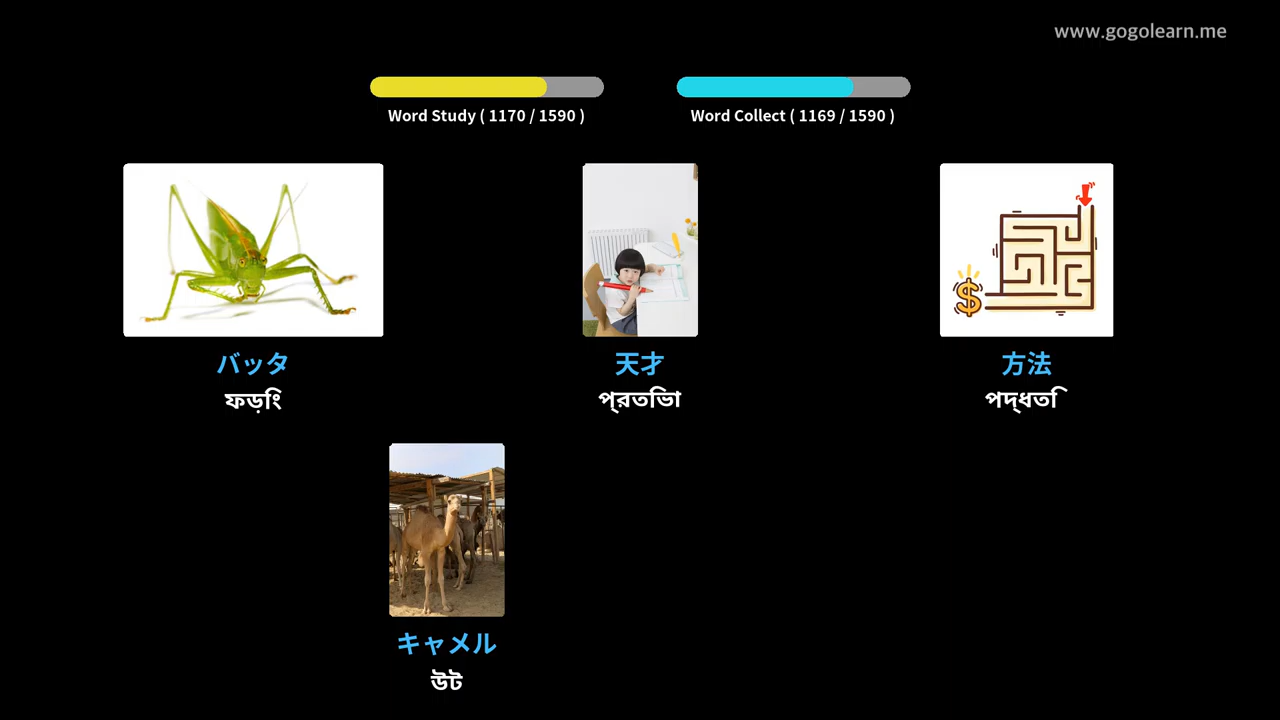 www.gogolearn.me
Word Study ( 1170 / 1590 )
Word Collect ( 1169 / 1590 )
バッタ
ফড়িং
天才
প্রতিভা
方法
পদ্ধতি
キャメル
উট